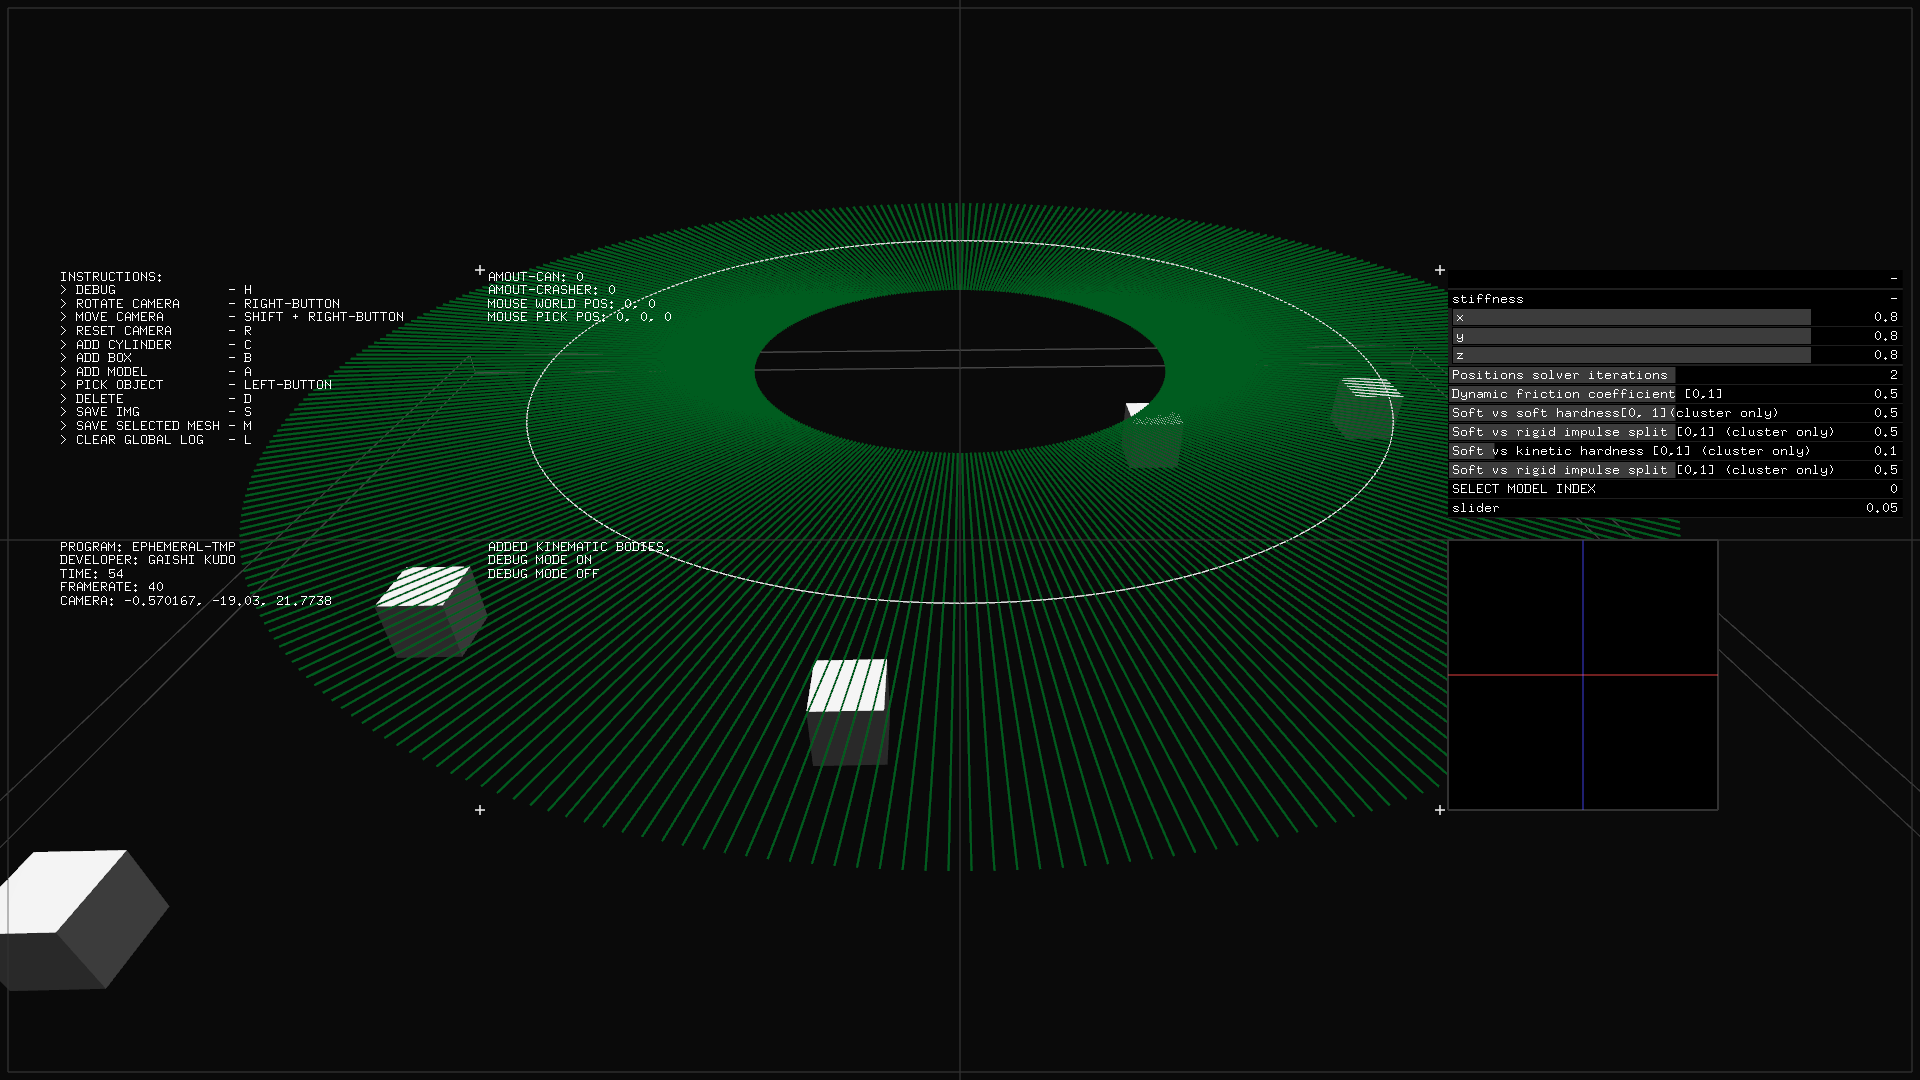 INSTRUCTIONS:
> DEBUG - H
> ROTATE CAMERA - RIGHT-BUTTON
> MOVE CAMERA - SHIFT + RIGHT-BUTTON
> RESET CAMERA - R
> ADD CYLINDER - C
> ADD BOX - B
> ADD MODEL - A
> PICK OBJECT - LEFT-BUTTON
> DELETE - D
> SAVE IMG - S
> SAVE SELECTED MESH - M
> CLEAR GLOBAL LOG - L
AMOUT-CAN: 0
AMOUT-CRASHER: 0
MOUSE WORLD POS: 0, 0
MOUSE PICK POS: 0, 0, 0
-
stiffness -
x 0.8
y 0.8
z 0.8
Positions solver iterations 2
Dynamic friction coefficient [0,1] 0.5
Soft vs soft hardness[0, 1](cluster only) 0.5
Soft vs rigid impulse split [0,1] (cluster only) 0.5
Soft vs kinetic hardness [0,1] (cluster only) 0.1
Soft vs rigid impulse split [0,1] (cluster only) 0.5
SELECT MODEL INDEX 0
slider 0.05
PROGRAM: EPHEMERAL-TMP
DEVELOPER: GAISHI KUDO
TIME: 54
FRAMERATE: 40
CAMERA: -0.570167, -19.03, 21.7738
ADDED KINEMATIC BODIES.
DEBUG MODE ON
DEBUG MODE OFF